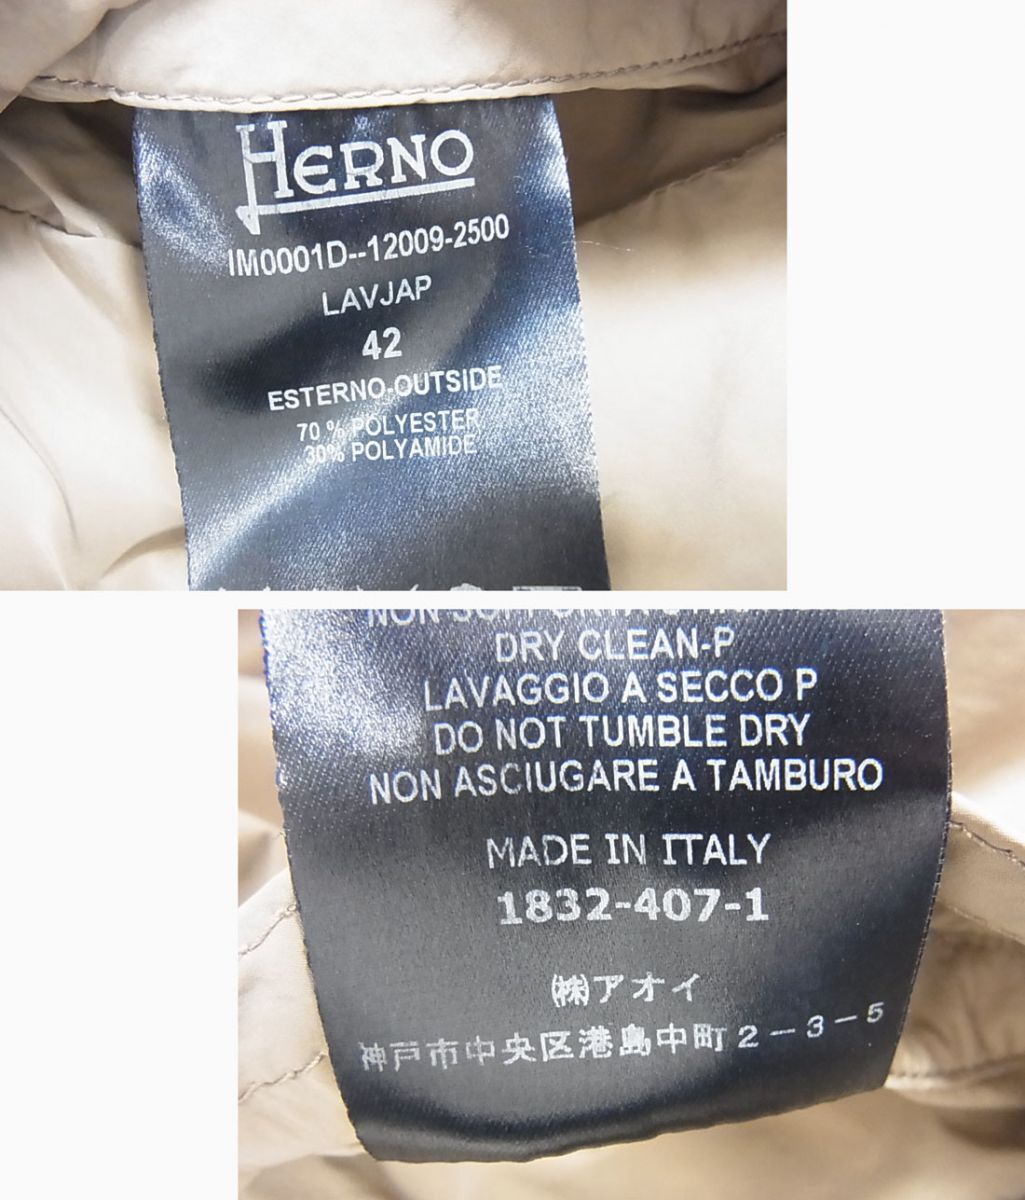 HERNO
IM0001D--12009-2500
LAVJAP
42
ESTERNO-OUTSIDE
70 % POLYESTER
30% POLYAMIDE
NON
DRY CLEAN-P
LAVAGGIO A SECCO P
DO NOT TUMBLE DRY
NON ASCIUGARE A TAMBURO
MADE IN ITALY
1832-407-1
㈱アオイ
神戸市中央区港島中町2-3-5